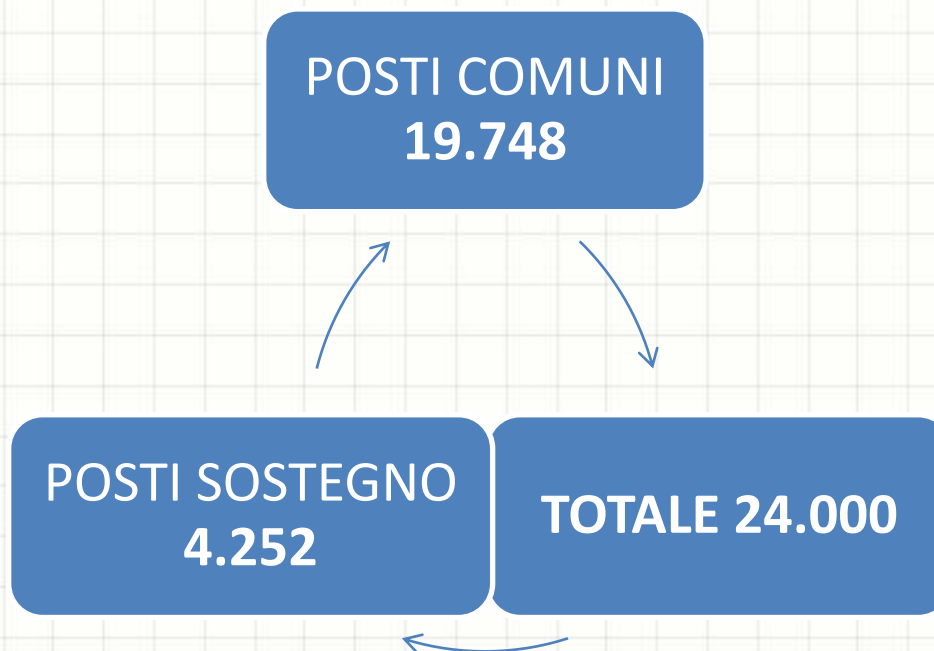 POSTI COMUNI
19.748
POSTI SOSTEGNO
4.252
TOTALE 24.000